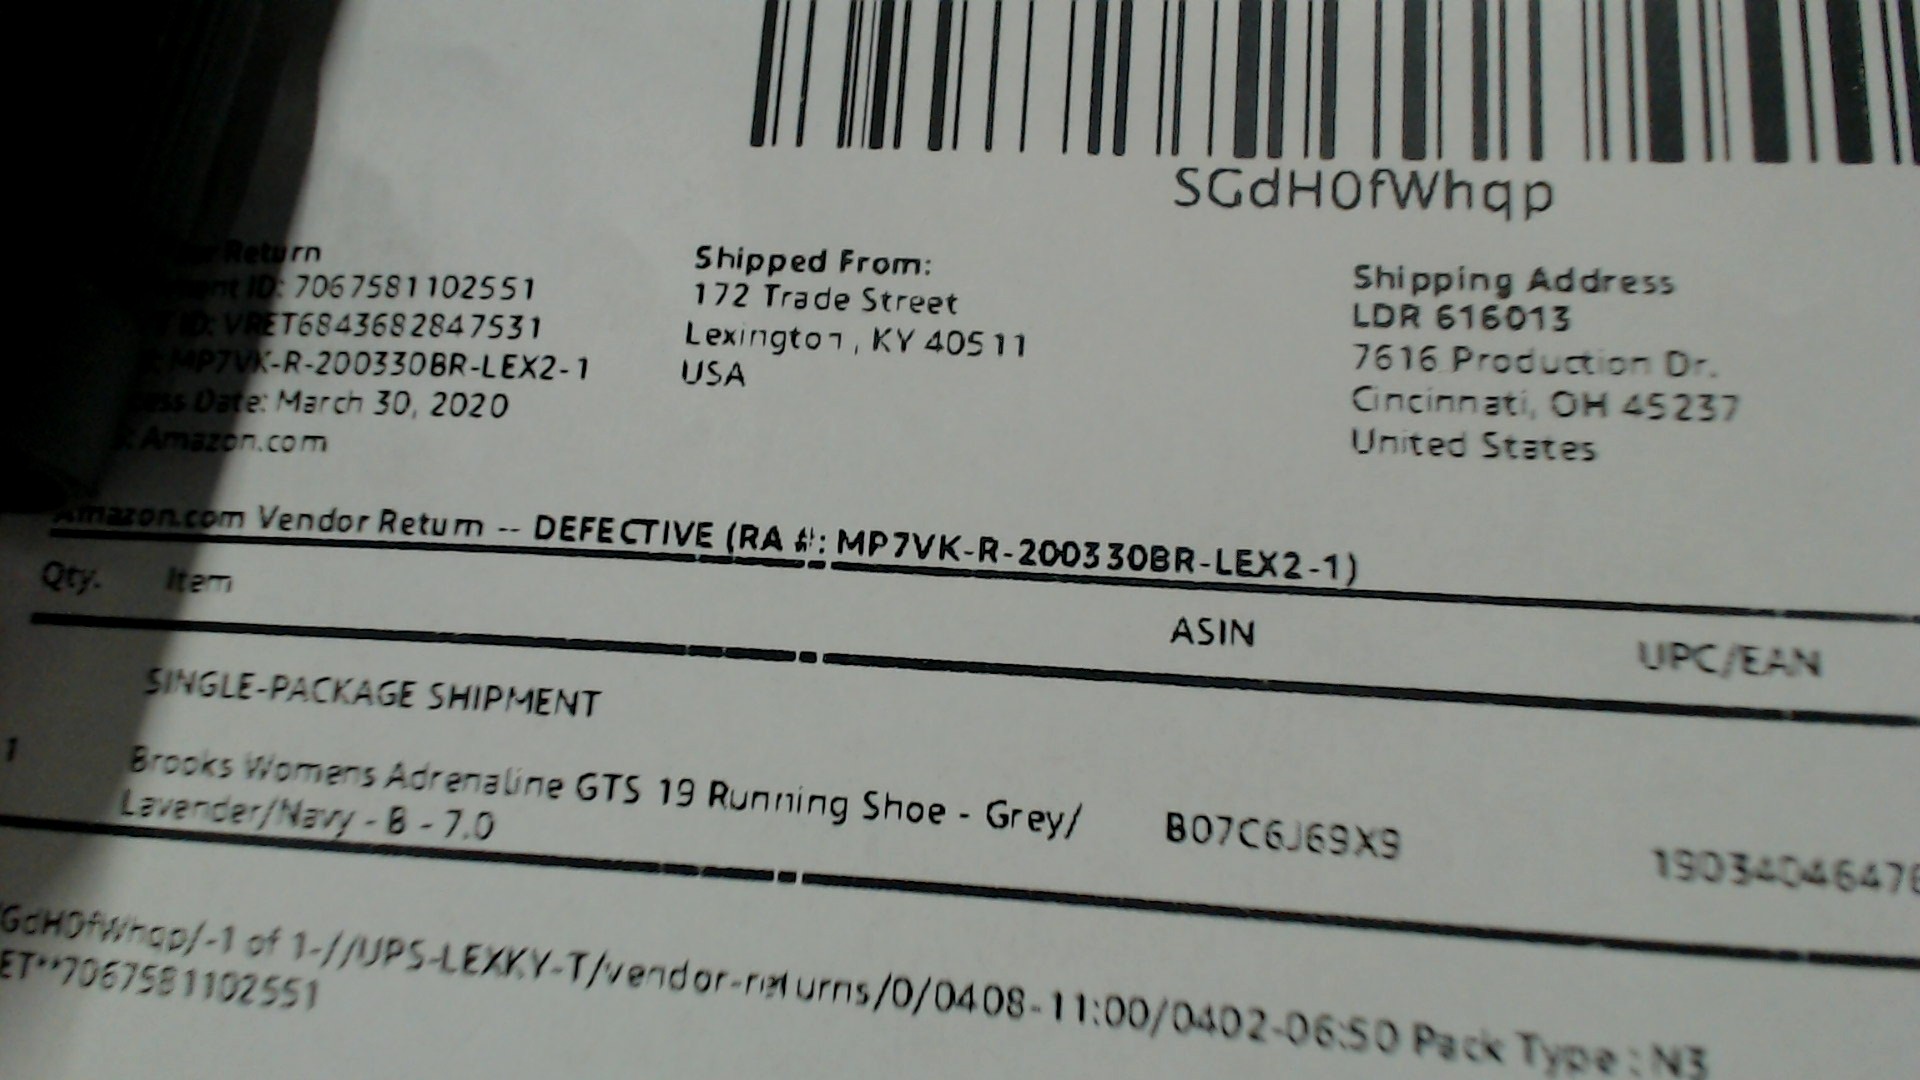 SGdH0fWhqp
Return
ID: 7067581102551
ID: VRET6843682847531
MP7VK-R-200330BR-LEX2-1
Date: March 30, 2020
Amazon.com
Shipped From:
172 Trade Street
Lexington, KY 40511
USA
Shipping Address
LDR 616013
7616 Production Dr.
Cincinnati, OH 45237
United States
Amazon.com Vendor Return -- DEFECTIVE (RA #: MP7VK-R-200330BR-LEX2-1)
Qty. Item ASIN UPC/EAN
SINGLE-PACKAGE SHIPMENT
1 Brooks Womens Adrenaline GTS 19 Running Shoe - Grey/ B07C6J69X9
Lavender/Navy - B - 7.0
GdH0fWhqp/-1 of 1-//UPS-LEXKY-T/vendor-returns/0/0408-11:00/0402-06:50 Pack Type : N3
ET**7067581102551